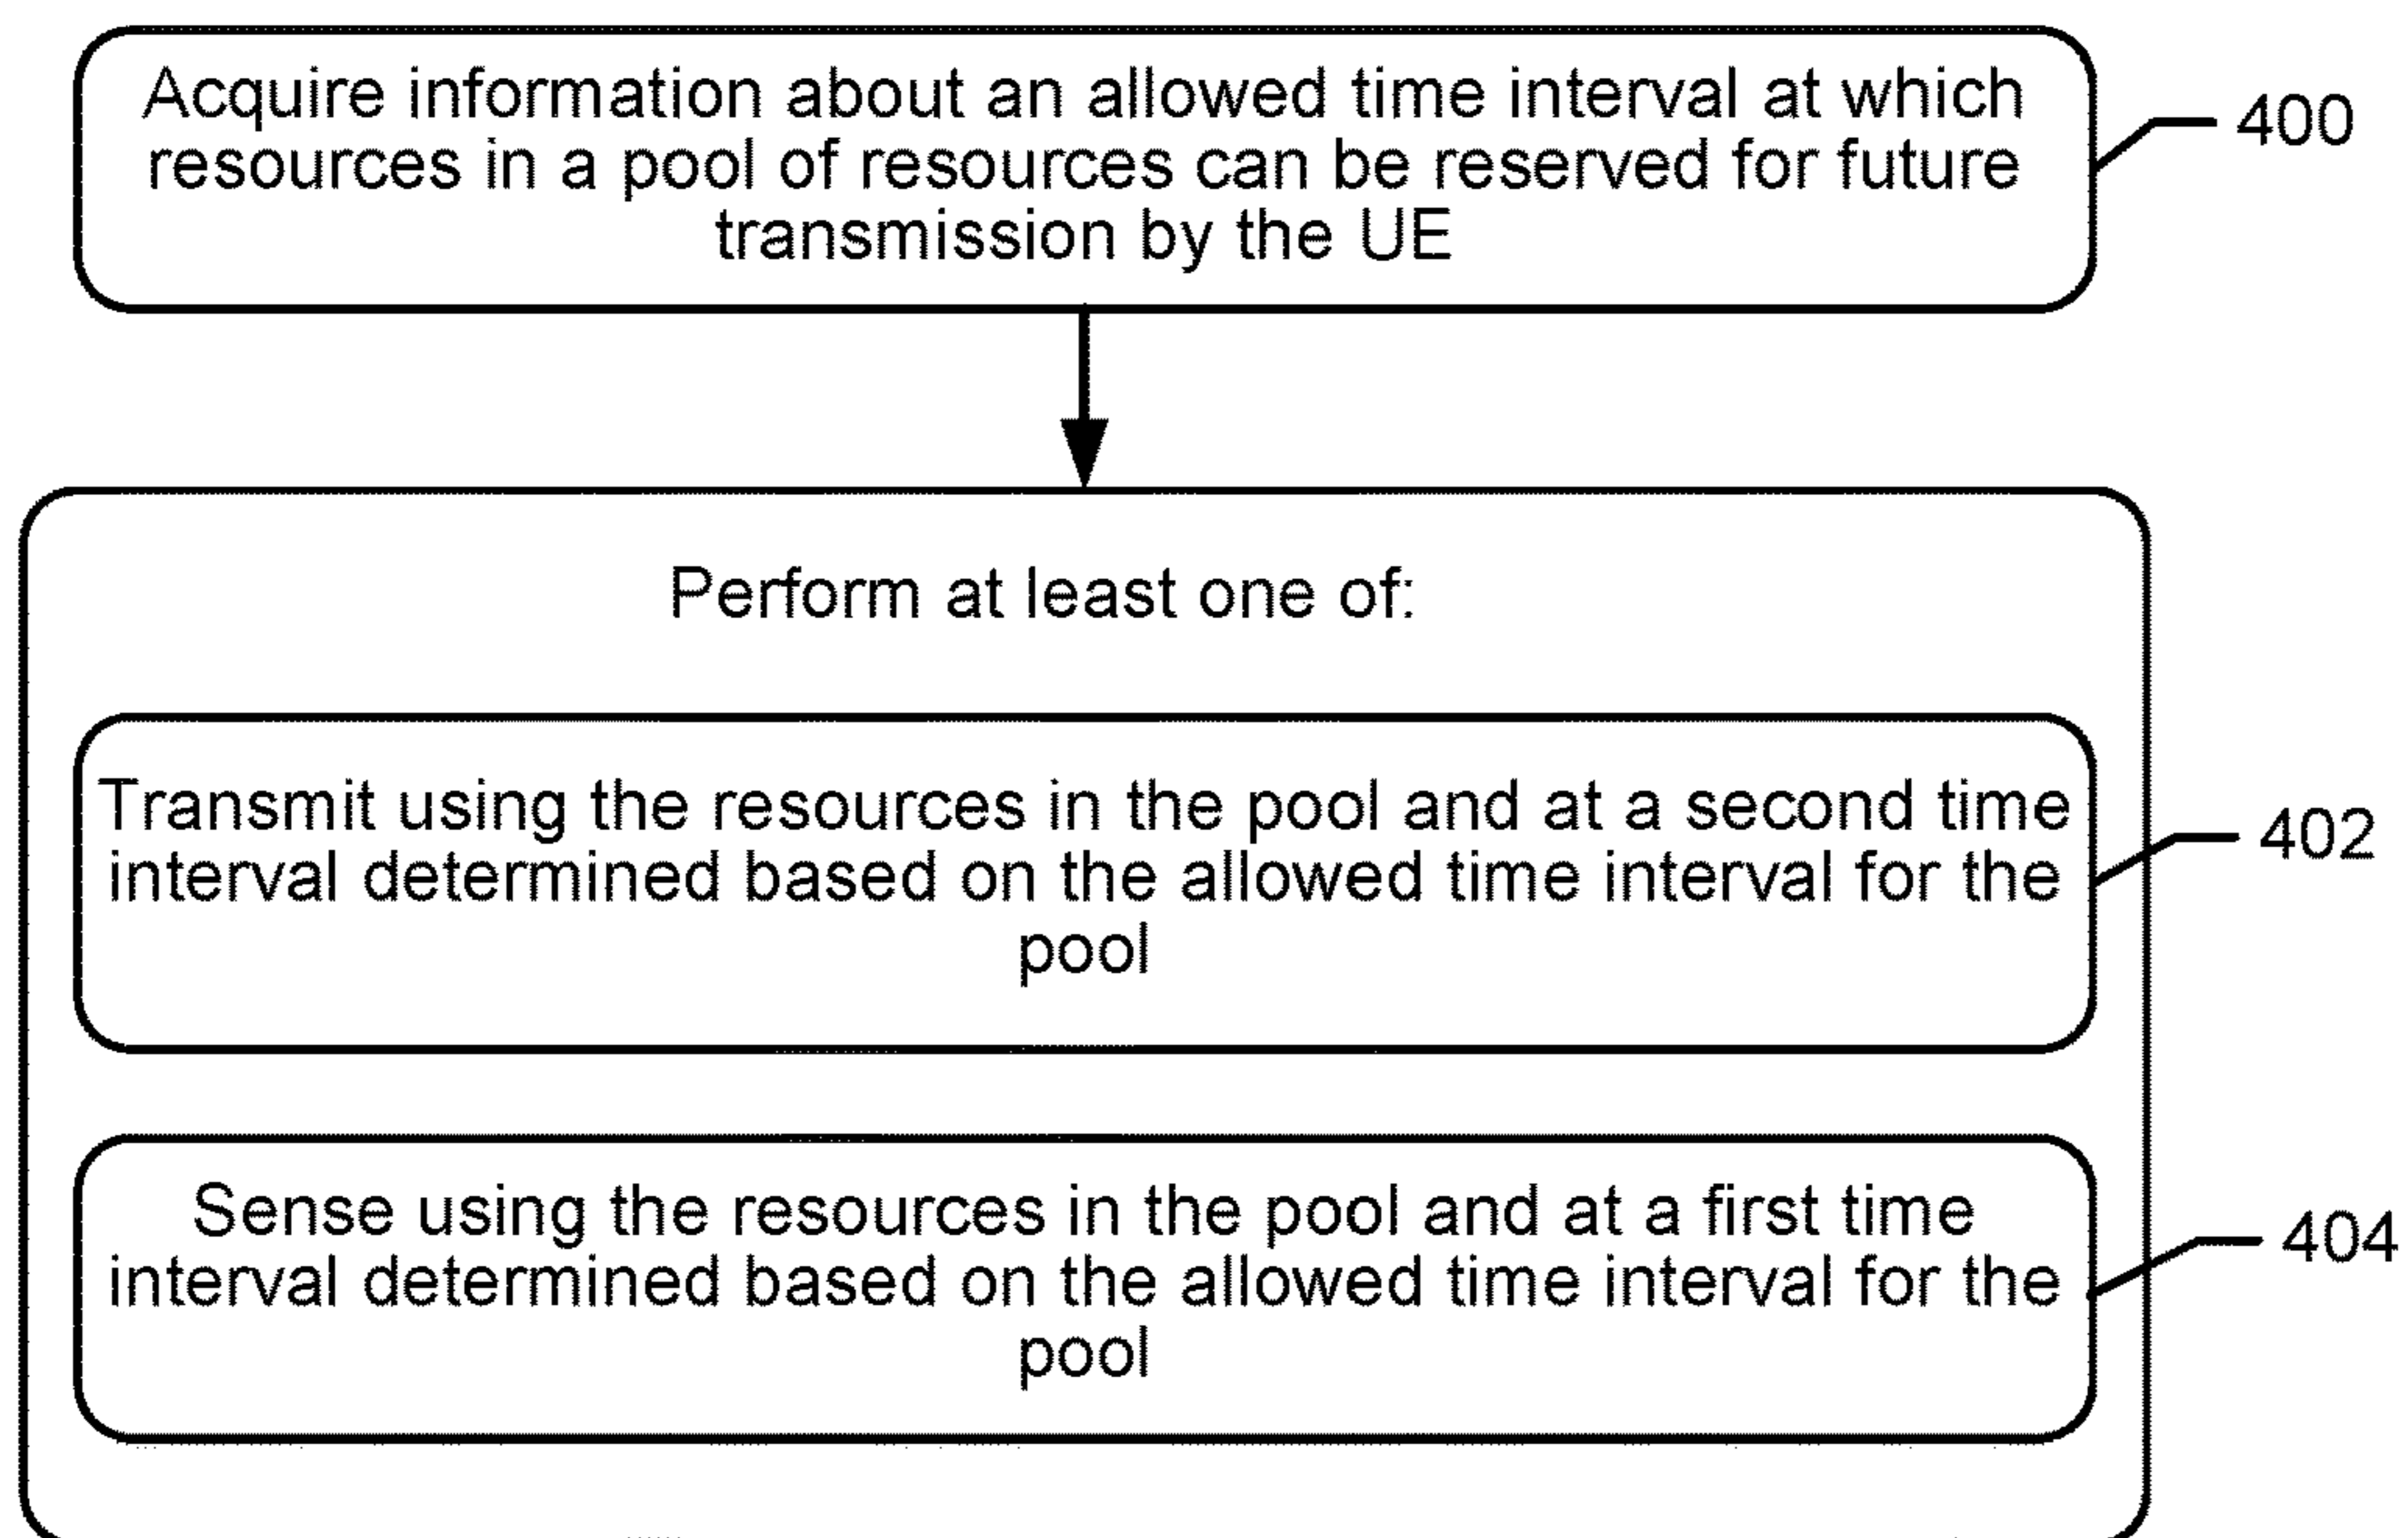 Acquire information about an allowed time interval at which
resources in a pool of resources can be reserved for future
transmission by the UE
400
Perform at least one of:
Transmit using the resources in the pool and at a second time
interval determined based on the allowed time interval for the
pool
402
Sense using the resources in the pool and at a first time
interval determined based on the allowed time interval for the
pool
404